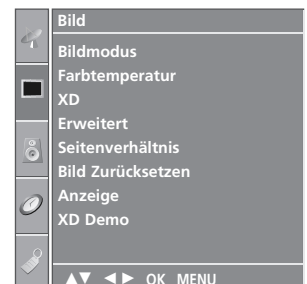 Bild
Bildmodus
Farbtemperatur
XD
Erweitert
Seitenverhältnis
Bild Zurücksetzen
Anzeige
XD Demo
▲▼ ◄► OK MENU